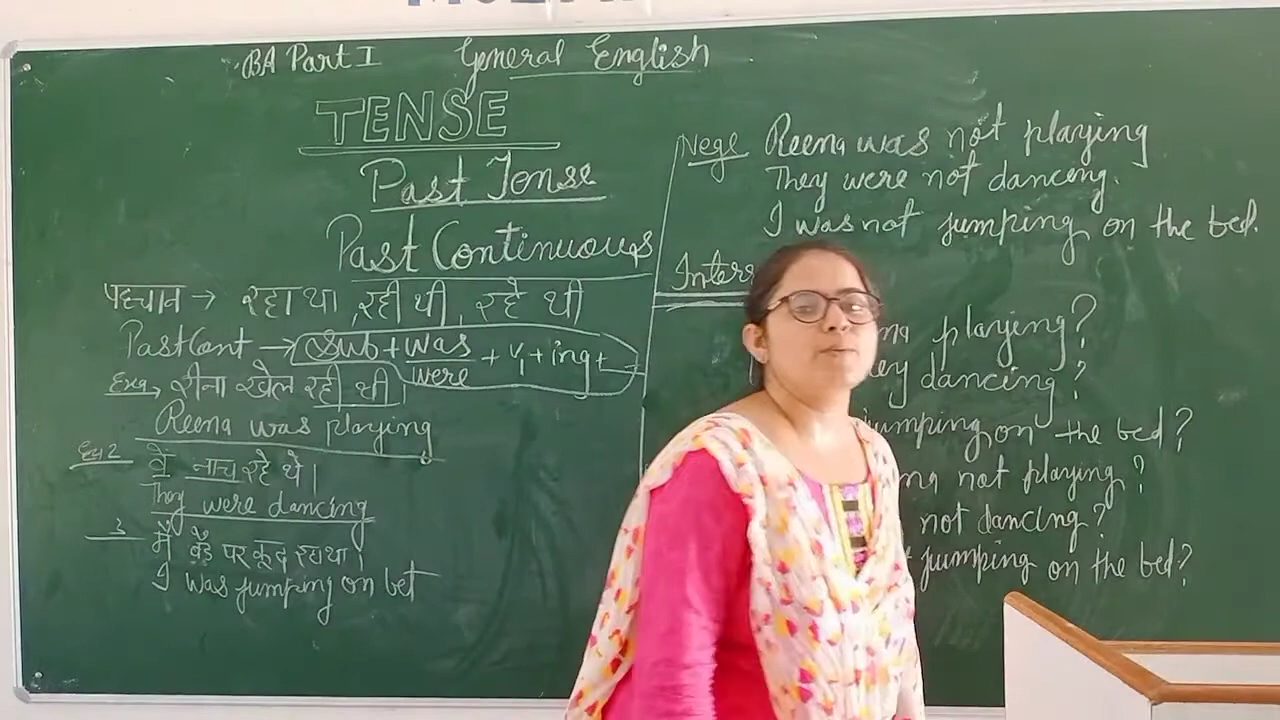 BA Part I General English
TENSE
Past Tense
Past Continuous
पहचान → रहा था, रही थी, रहे थी
Past Cont → Sub + was/were + V1 + ing +
Exa, रीना खेल रही थी।
Reena was playing
Ex 2 वे नाच रहे थे।
They were dancing
3 मैं बेड पर कूद रहा था।
I was jumping on bet
Nege Reena was not playing
They were not dancing.
I was not jumping on the bed.
Inter
playing?
dancing?
jumping on the bed?
not playing?
not dancing?
jumping on the bed?